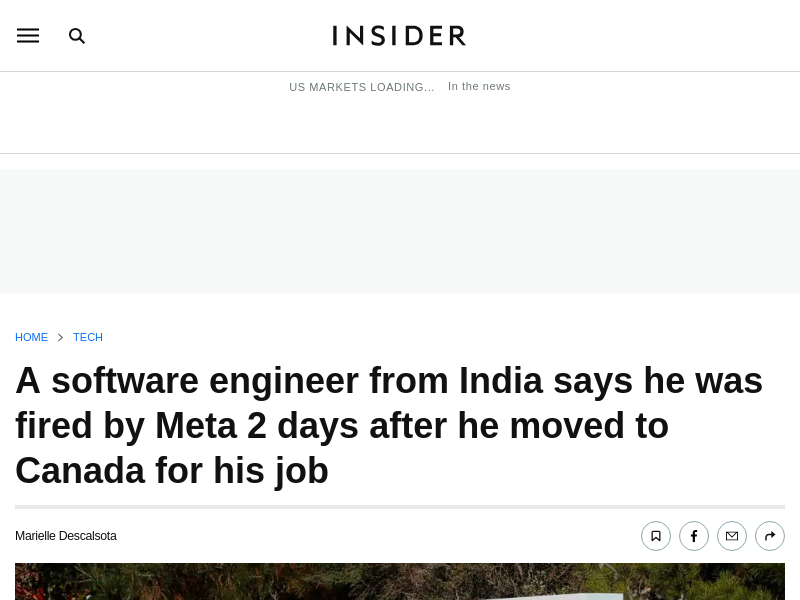 INSIDER
US MARKETS LOADING... In the news
HOME > TECH
A software engineer from India says he was
fired by Meta 2 days after he moved to
Canada for his job
Marielle Descalsota